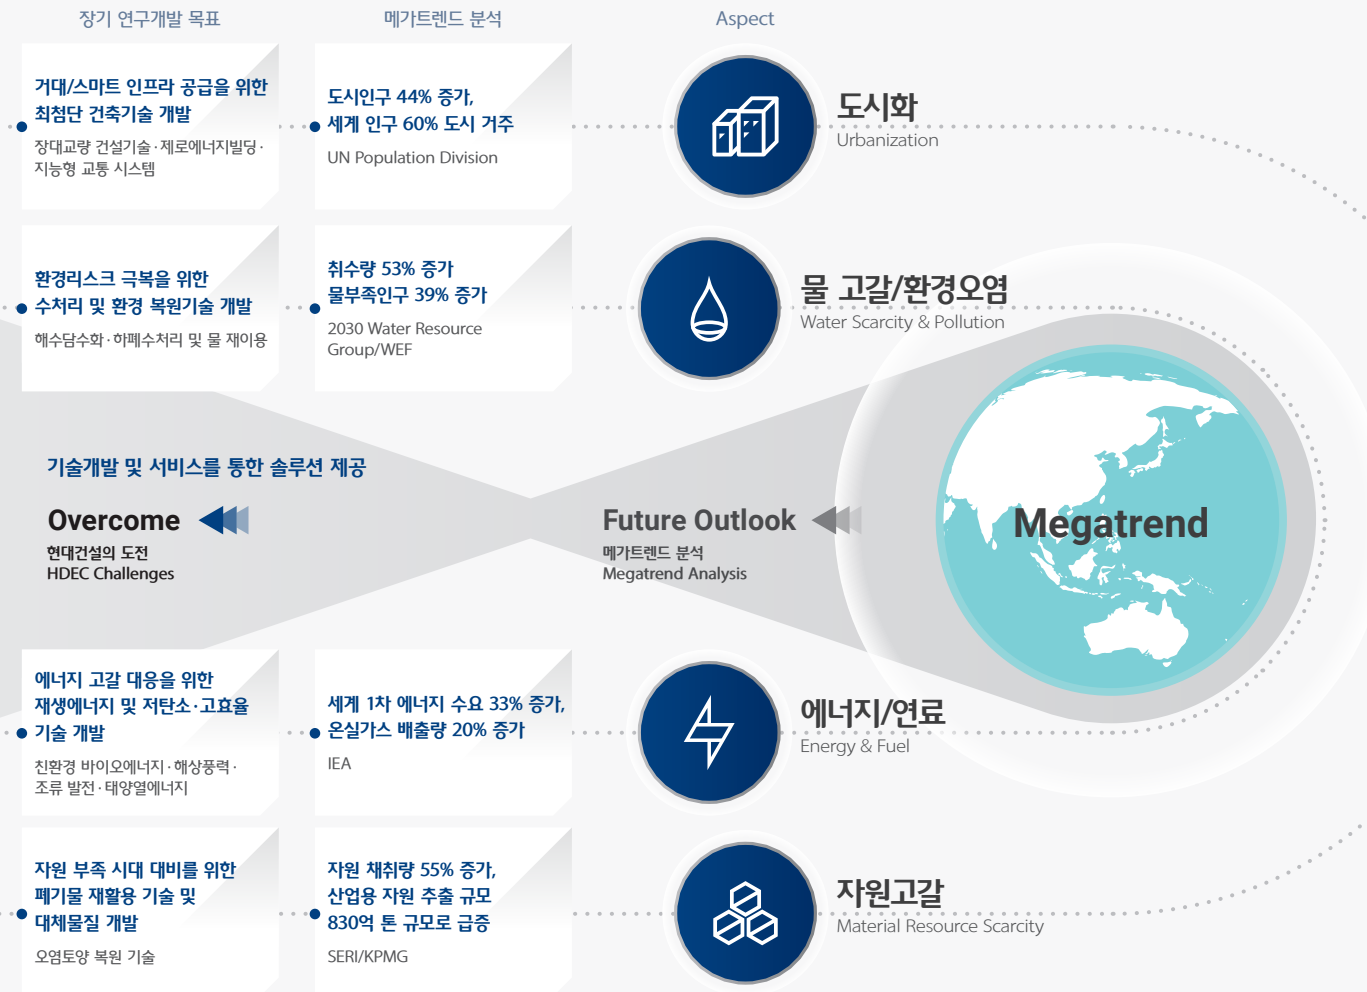 장기 연구개발 목표
메가트렌드 분석
Aspect
거대/스마트 인프라 공급을 위한
최첨단 건축기술 개발
장대교량 건설기술·제로에너지빌딩·
지능형 교통 시스템
도시인구 44% 증가,
세계 인구 60% 도시 거주
UN Population Division
도시화
Urbanization
환경리스크 극복을 위한
수처리 및 환경 복원기술 개발
해수담수화·하폐수처리 및 물 재이용
취수량 53% 증가
물부족인구 39% 증가
2030 Water Resource
Group/WEF
물 고갈/환경오염
Water Scarcity & Pollution
기술개발 및 서비스를 통한 솔루션 제공
Overcome
현대건설의 도전
HDEC Challenges
Future Outlook
메가트렌드 분석
Megatrend Analysis
Megatrend
에너지 고갈 대응을 위한
재생에너지 및 저탄소·고효율
기술 개발
친환경 바이오에너지·해상풍력·
조류 발전·태양열에너지
세계 1차 에너지 수요 33% 증가,
온실가스 배출량 20% 증가
IEA
에너지/연료
Energy & Fuel
자원 부족 시대 대비를 위한
폐기물 재활용 기술 및
대체물질 개발
오염토양 복원 기술
자원 채취량 55% 증가,
산업용 자원 추출 규모
830억 톤 규모로 급증
SERI/KPMG
자원고갈
Material Resource Scarcity